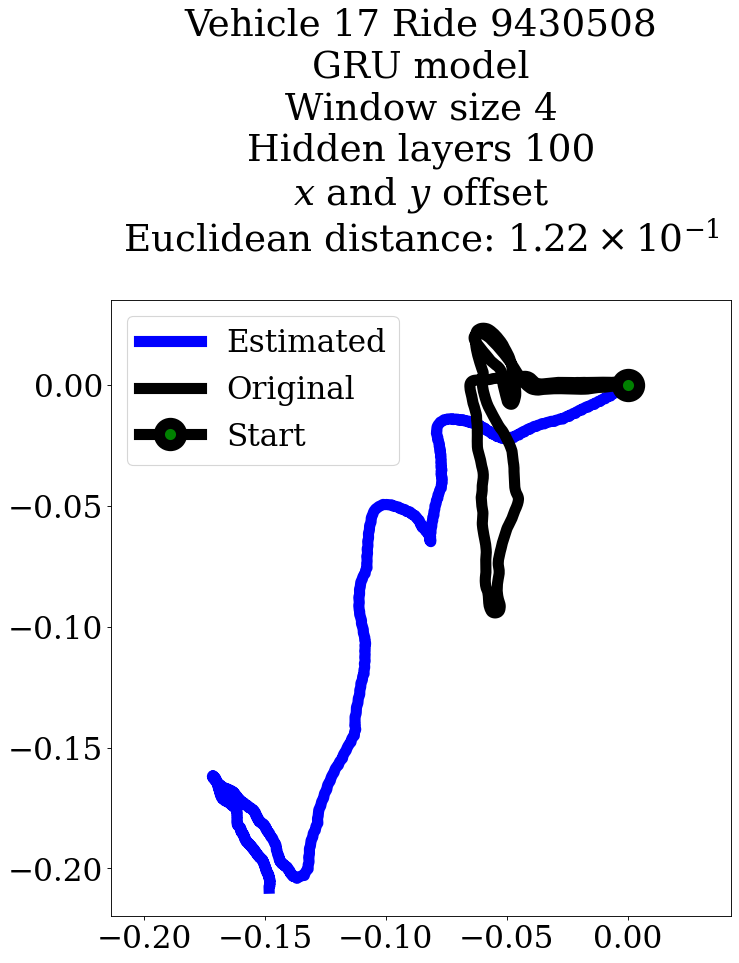 Vehicle 17 Ride 9430508
GRU model
Window size 4
Hidden layers 100
x and y offset
Euclidean distance: 1.22 × 10⁻¹
Estimated
Original
Start
0.00
−0.05
−0.10
−0.15
−0.20
−0.20 −0.15 −0.10 −0.05 0.00